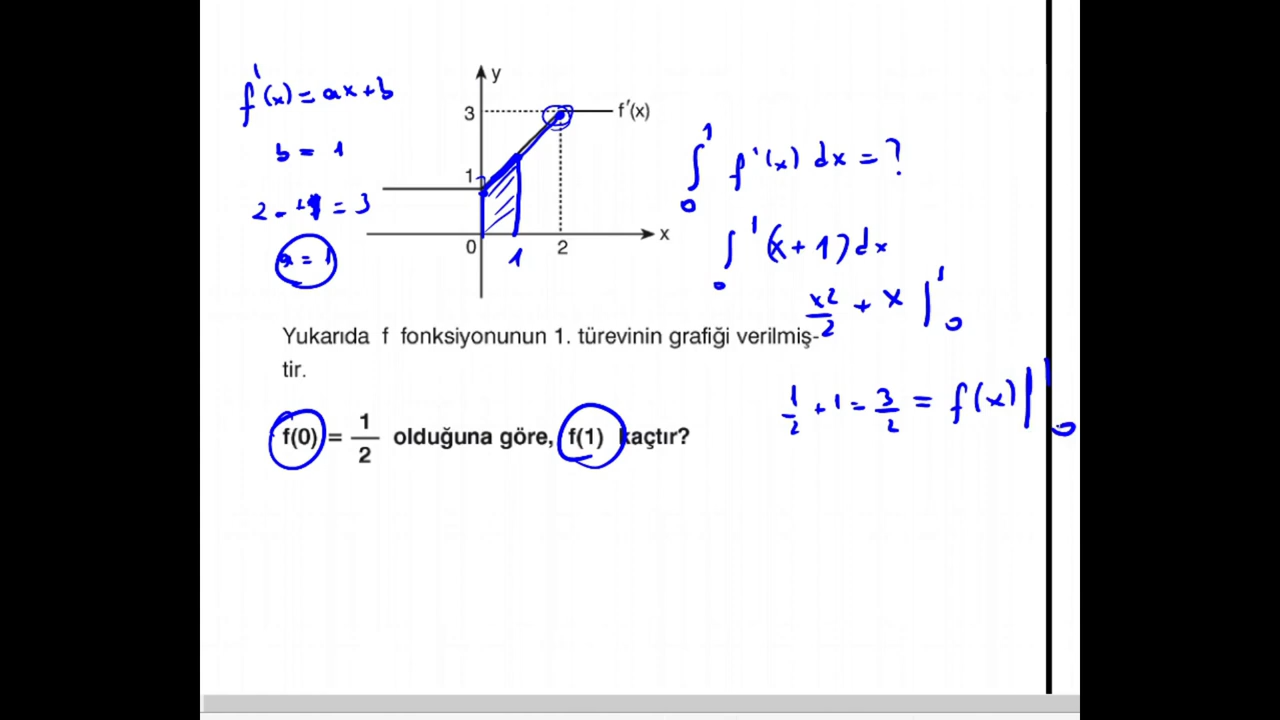 f'(x) = ax+b
b = 1
a = 1
y
3
f'(x)
1
0
1
2
x
∫₀¹ f'(x) dx = ?
∫₀¹ (x+1) dx
x2/2 + x |₀¹
Yukarıda f fonksiyonunun 1. türevinin grafiği verilmiş-
tir.
1/2 + 1 = 3/2 = f(x) |₀¹
f(0) = 1/2 olduğuna göre, f(1) kaçtır?